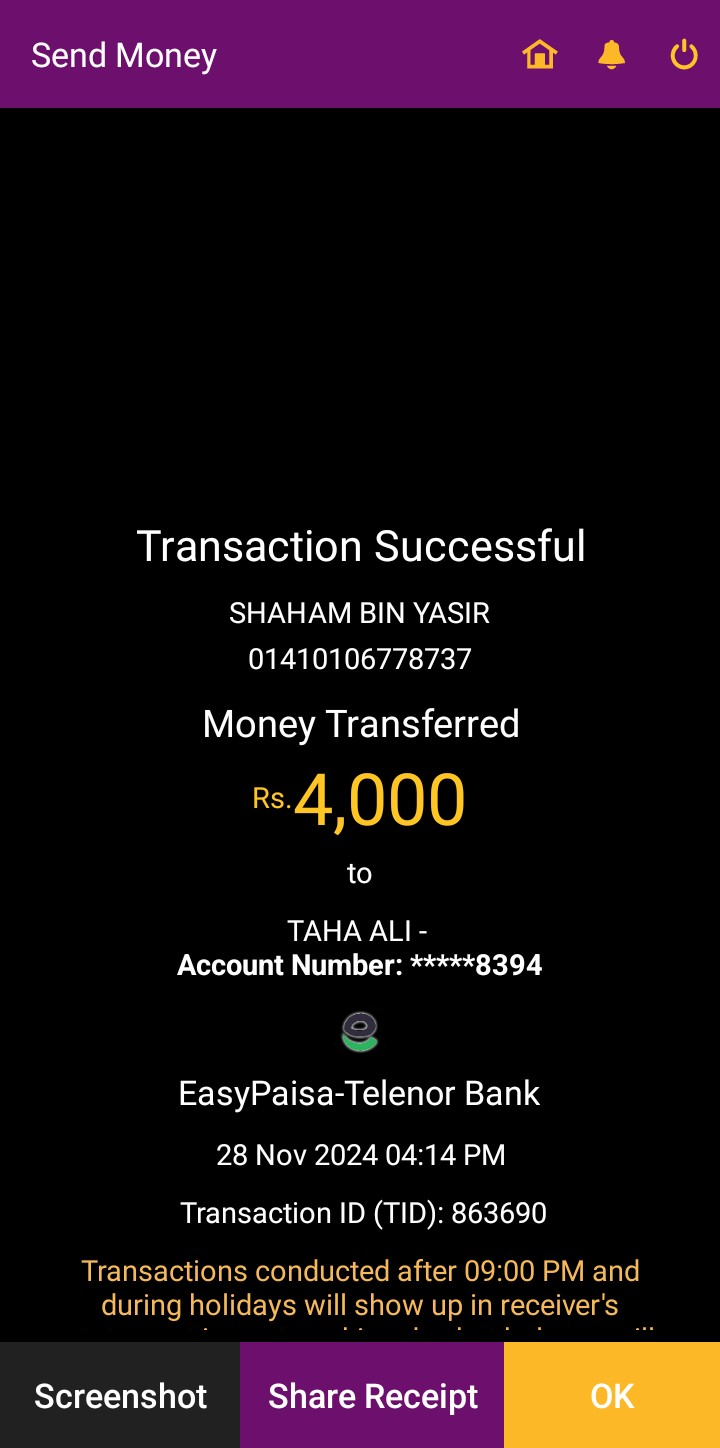 Send Money
Transaction Successful
SHAHAM BIN YASIR
01410106778737
Money Transferred
Rs.4,000
to
TAHA ALI -
Account Number: *****8394
EasyPaisa-Telenor Bank
28 Nov 2024 04:14 PM
Transaction ID (TID): 863690
Transactions conducted after 09:00 PM and
during holidays will show up in receiver's
Screenshot
Share Receipt
OK